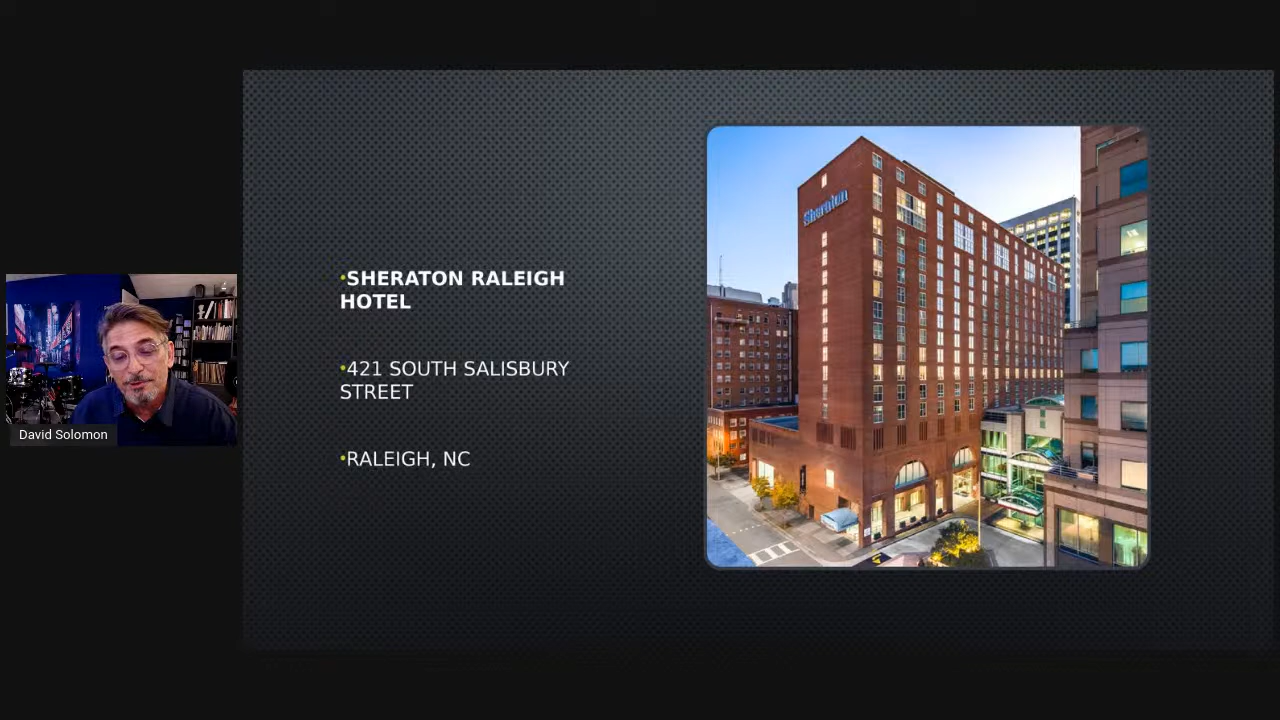 •SHERATON RALEIGH
HOTEL
•421 SOUTH SALISBURY
STREET
•RALEIGH, NC
Sheraton
David Solomon